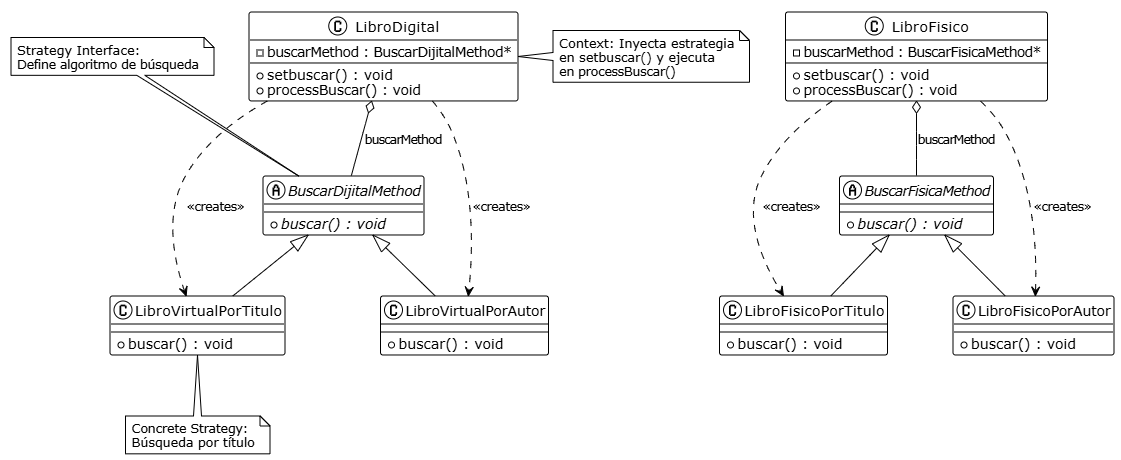 C LibroDigital
buscarMethod : BuscarDijitalMethod*
setbuscar() : void
processBuscar() : void
C LibroFisico
buscarMethod : BuscarFisicaMethod*
setbuscar() : void
processBuscar() : void
Strategy Interface:
Define algoritmo de búsqueda
Context: Inyecta estrategia
en setbuscar() y ejecuta
en processBuscar()
buscarMethod
buscarMethod
A BuscarDijitalMethod
buscar() : void
A BuscarFisicaMethod
buscar() : void
«creates»
«creates»
«creates»
«creates»
C LibroVirtualPorTitulo
buscar() : void
C LibroVirtualPorAutor
buscar() : void
C LibroFisicoPorTitulo
buscar() : void
C LibroFisicoPorAutor
buscar() : void
Concrete Strategy:
Búsqueda por título